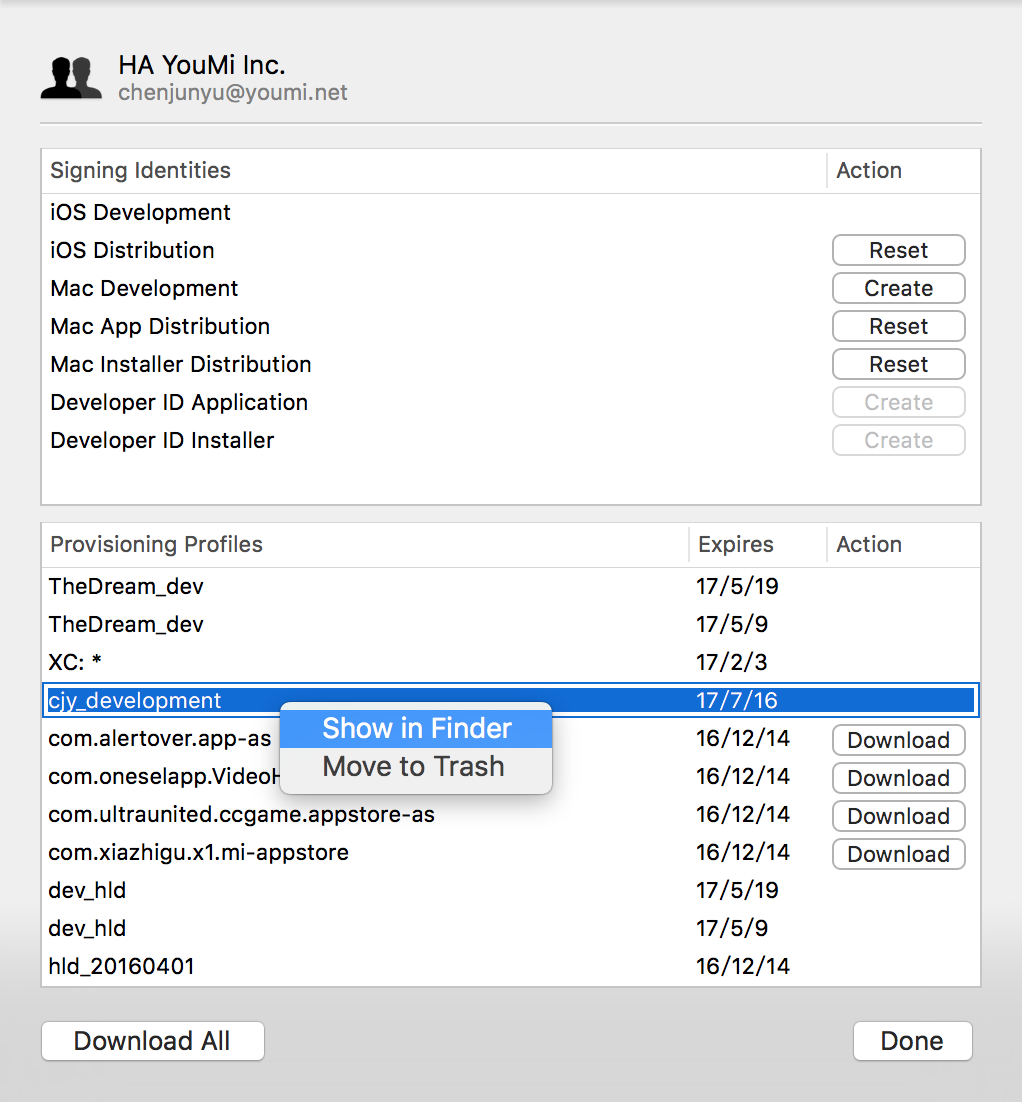 HA YouMi Inc.
chenjunyu@youmi.net
Signing Identities Action
iOS Development
iOS Distribution Reset
Mac Development Create
Mac App Distribution Reset
Mac Installer Distribution Reset
Developer ID Application Create
Developer ID Installer Create
Provisioning Profiles Expires Action
TheDream_dev 17/5/19
TheDream_dev 17/5/9
XC: * 17/2/3
cjy_development 17/7/16
Show in Finder
com.alertover.app-as 16/12/14 Download
Move to Trash
com.oneselapp.VideoH 16/12/14 Download
com.ultraunited.ccgame.appstore-as 16/12/14 Download
com.xiazhigu.x1.mi-appstore 16/12/14 Download
dev_hld 17/5/19
dev_hld 17/5/9
hld_20160401 16/12/14
Download All Done